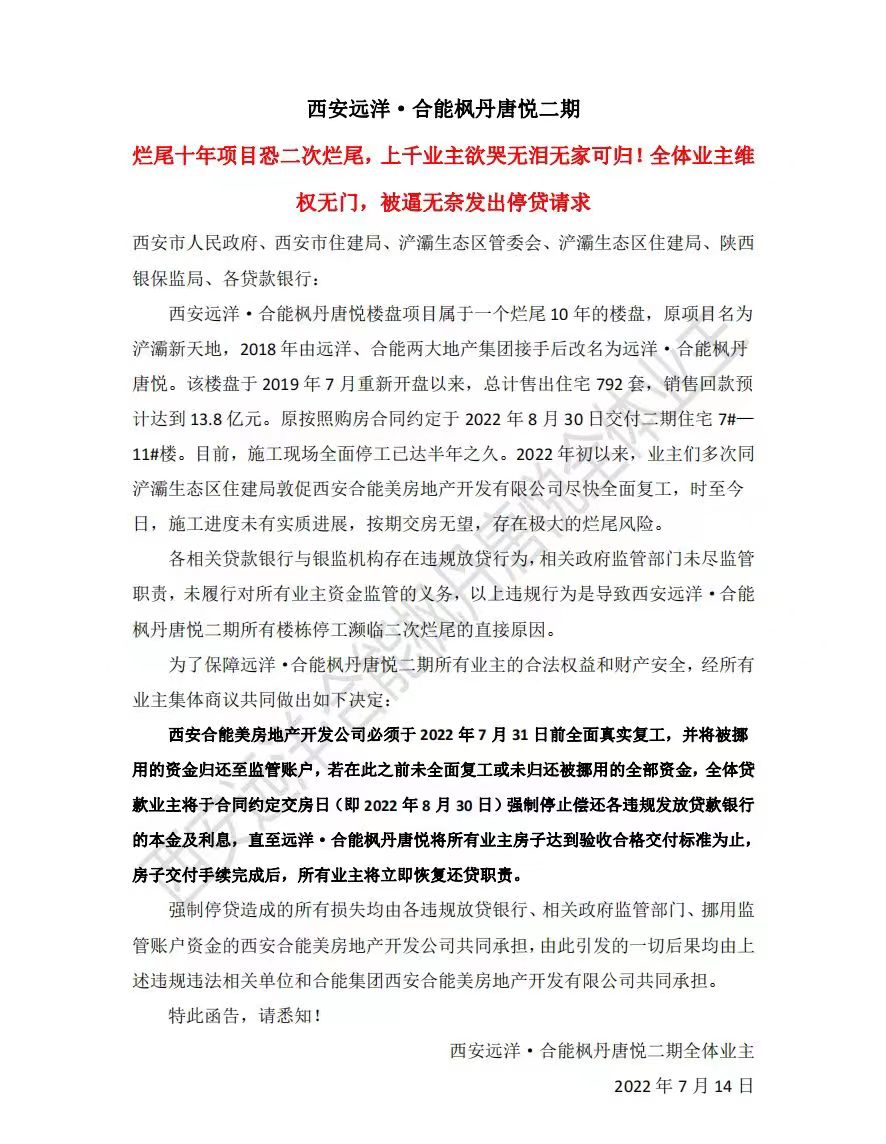 西安远洋·合能枫丹唐悦二期
烂尾十年项目恐二次烂尾，上千业主欲哭无泪无家可归！全体业主维
权无门，被逼无奈发出停贷请求
西安市人民政府、西安市住建局、浐灞生态区管委会、浐灞生态区住建局、陕西
银保监局、各贷款银行：
西安远洋·合能枫丹唐悦楼盘项目属于一个烂尾 10 年的楼盘，原项目名为
浐灞新天地，2018 年由远洋、合能两大地产集团接手后改名为远洋·合能枫丹
唐悦。该楼盘于 2019 年 7 月重新开盘以来，总计售出住宅 792 套，销售回款预
计达到 13.8 亿元。原按照购房合同约定于 2022 年 8 月 30 日交付二期住宅 7#—
11#楼。目前，施工现场全面停工已达半年之久。2022 年初以来，业主们多次同
浐灞生态区住建局敦促西安合能美房地产开发有限公司尽快全面复工，时至今
日，施工进度未有实质进展，按期交房无望，存在极大的烂尾风险。
各相关贷款银行与银监机构存在违规放贷行为，相关政府监管部门未尽监管
职责，未履行对所有业主资金监管的义务，以上违规行为是导致西安远洋·合能
枫丹唐悦二期所有楼栋停工濒临二次烂尾的直接原因。
为了保障远洋·合能枫丹唐悦二期所有业主的合法权益和财产安全，经所有
业主集体商议共同做出如下决定：
西安合能美房地产开发公司必须于 2022 年 7 月 31 日前全面真实复工，并将被挪
用的资金归还至监管账户，若在此之前未全面复工或未归还被挪用的全部资金，全体贷
款业主将于合同约定交房日（即 2022 年 8 月 30 日）强制停止偿还各违规发放贷款银行
的本金及利息，直至远洋·合能枫丹唐悦将所有业主房子达到验收合格交付标准为止，
房子交付手续完成后，所有业主将立即恢复还贷职责。
强制停贷造成的所有损失均由各违规放贷银行、相关政府监管部门、挪用监
管账户资金的西安合能美房地产开发公司共同承担，由此引发的一切后果均由上
述违规违法相关单位和合能集团西安合能美房地产开发有限公司共同承担。
特此函告，请悉知！
西安远洋·合能枫丹唐悦二期全体业主
2022 年 7 月 14 日
西安远洋合能枫丹唐悦全体业主